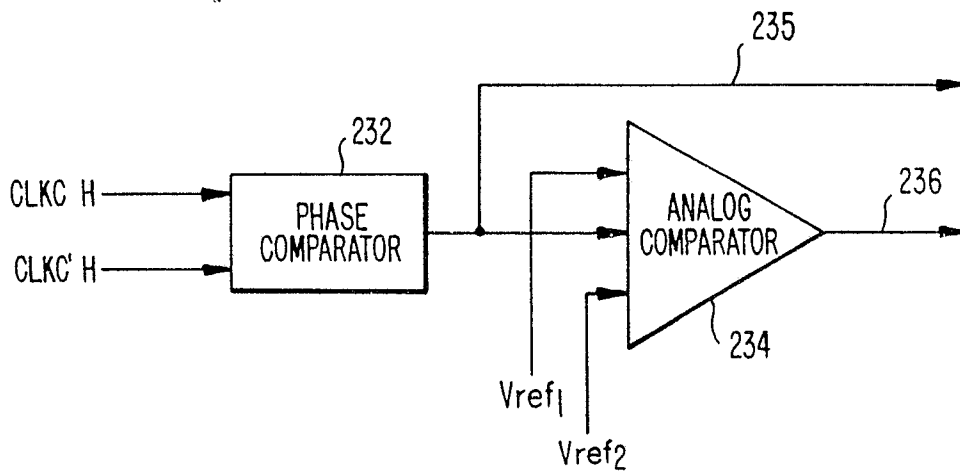 235
232
CLKC H
CLKC' H
PHASE
COMPARATOR
ANALOG
COMPARATOR
236
234
Vref1
Vref2